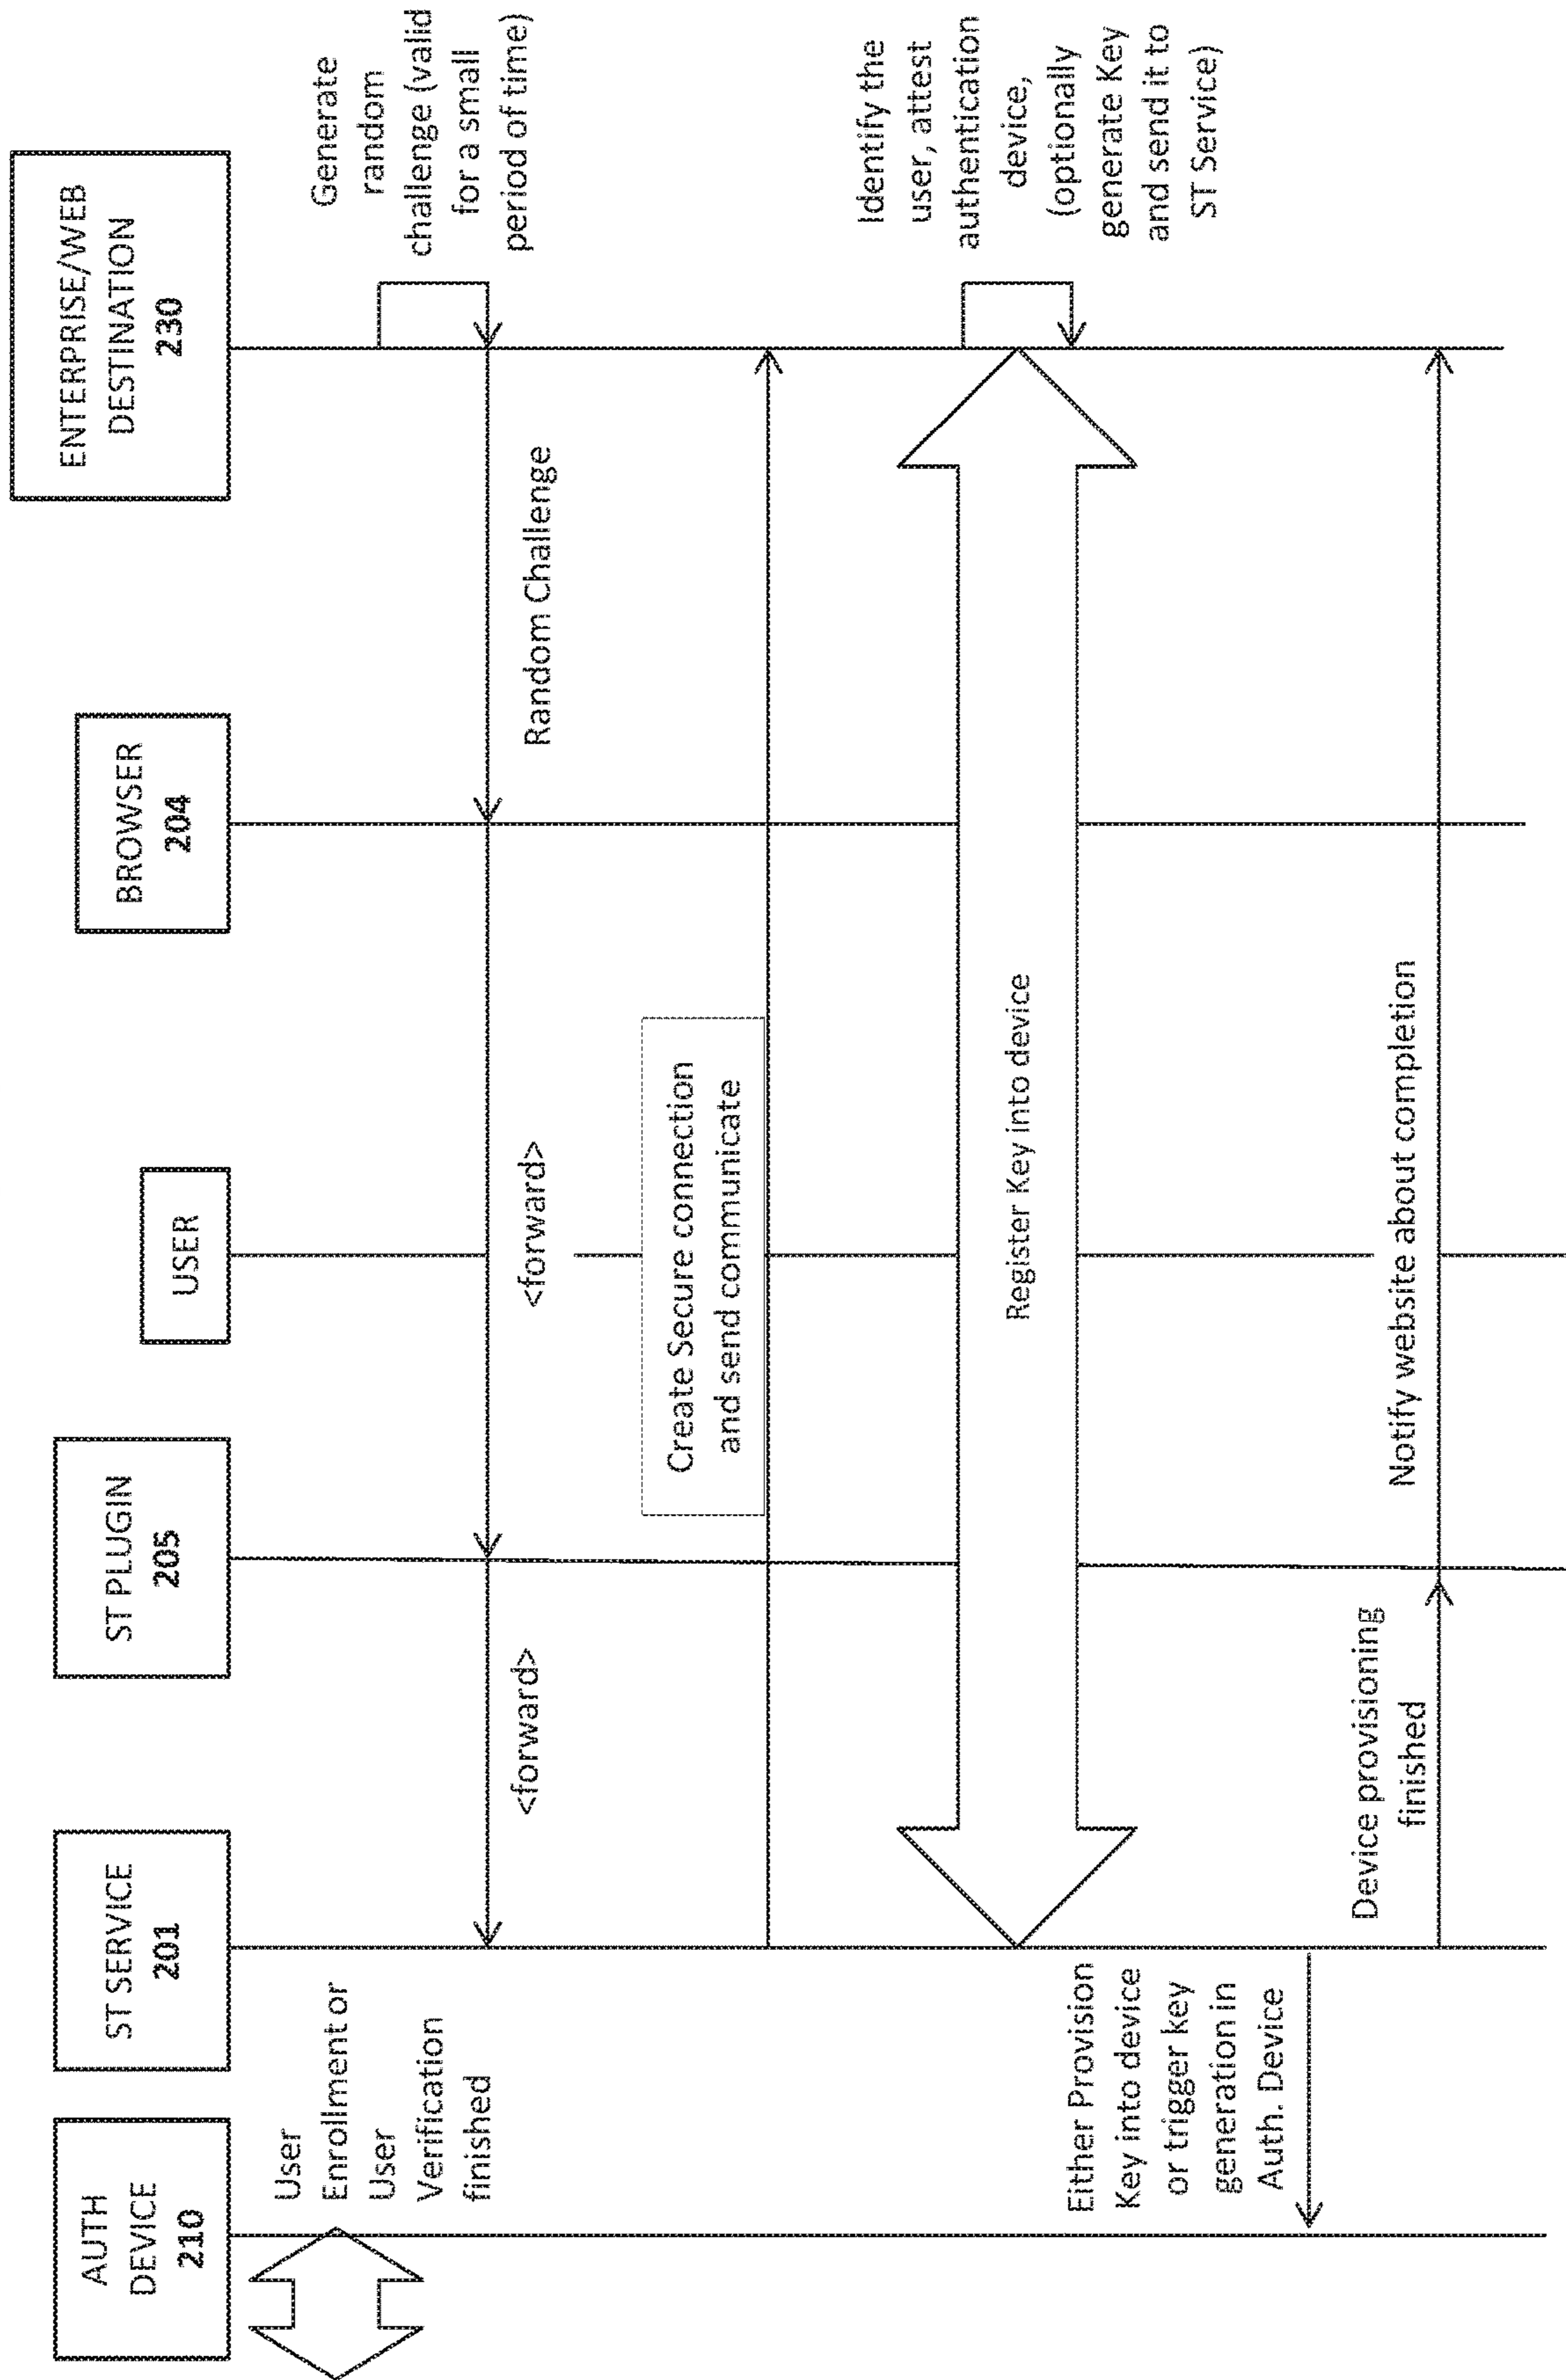 AUTH
DEVICE
210
ST SERVICE
201
ST PLUGIN
205
USER
BROWSER
204
ENTERPRISE/WEB
DESTINATION
230
User
Enrollment or
User
Verification
finished
Generate
random
challenge (valid
for a small
period of time)
Random Challenge
<forward>
<forward>
Create Secure connection
and send communicate
Identify the
user, attest
authentication
device,
(optionally
generate Key
and send it to
ST Service)
Register Key into device
Either Provision
Key into device
or trigger key
generation in
Auth. Device
Device provisioning
finished
Notify website about completion